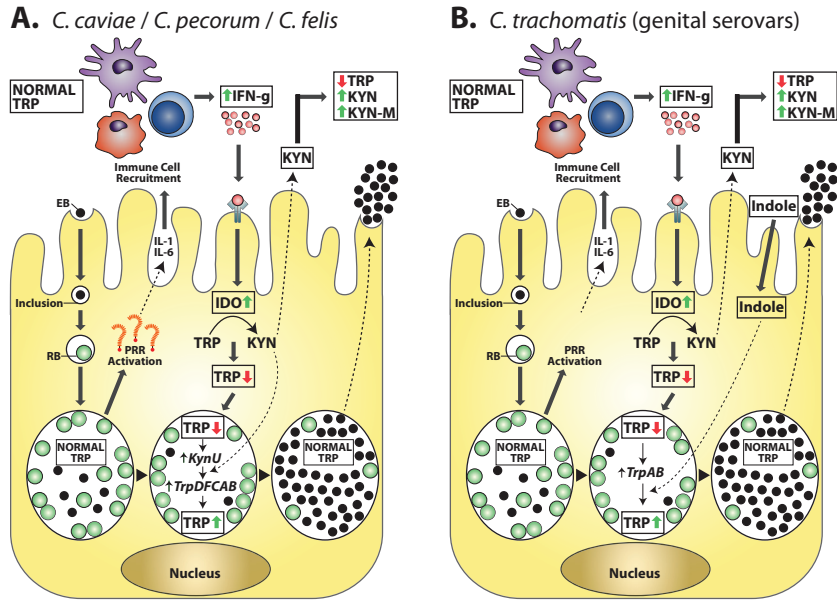 A. C. caviae / C. pecorum / C. felis
NORMAL
TRP
↑IFN-g
↓TRP
↑KYN
↑KYN-M
KYN
Immune Cell
Recruitment
EB
IL-1
IL-6
Inclusion
IDO↑
RB
PRR
Activation
TRP
KYN
TRP↓
NORMAL
TRP
TRP↓
↑KynU
↑TrpDFCAB
TRP↑
NORMAL
TRP
Nucleus
B. C. trachomatis (genital serovars)
NORMAL
TRP
↑IFN-g
↓TRP
↑KYN
↑KYN-M
KYN
Immune Cell
Recruitment
EB
Indole
IL-1
IL-6
Inclusion
IDO↑
Indole
RB
PRR
Activation
TRP
KYN
TRP↓
NORMAL
TRP
TRP↓
↑TrpAB
TRP↑
NORMAL
TRP
Nucleus